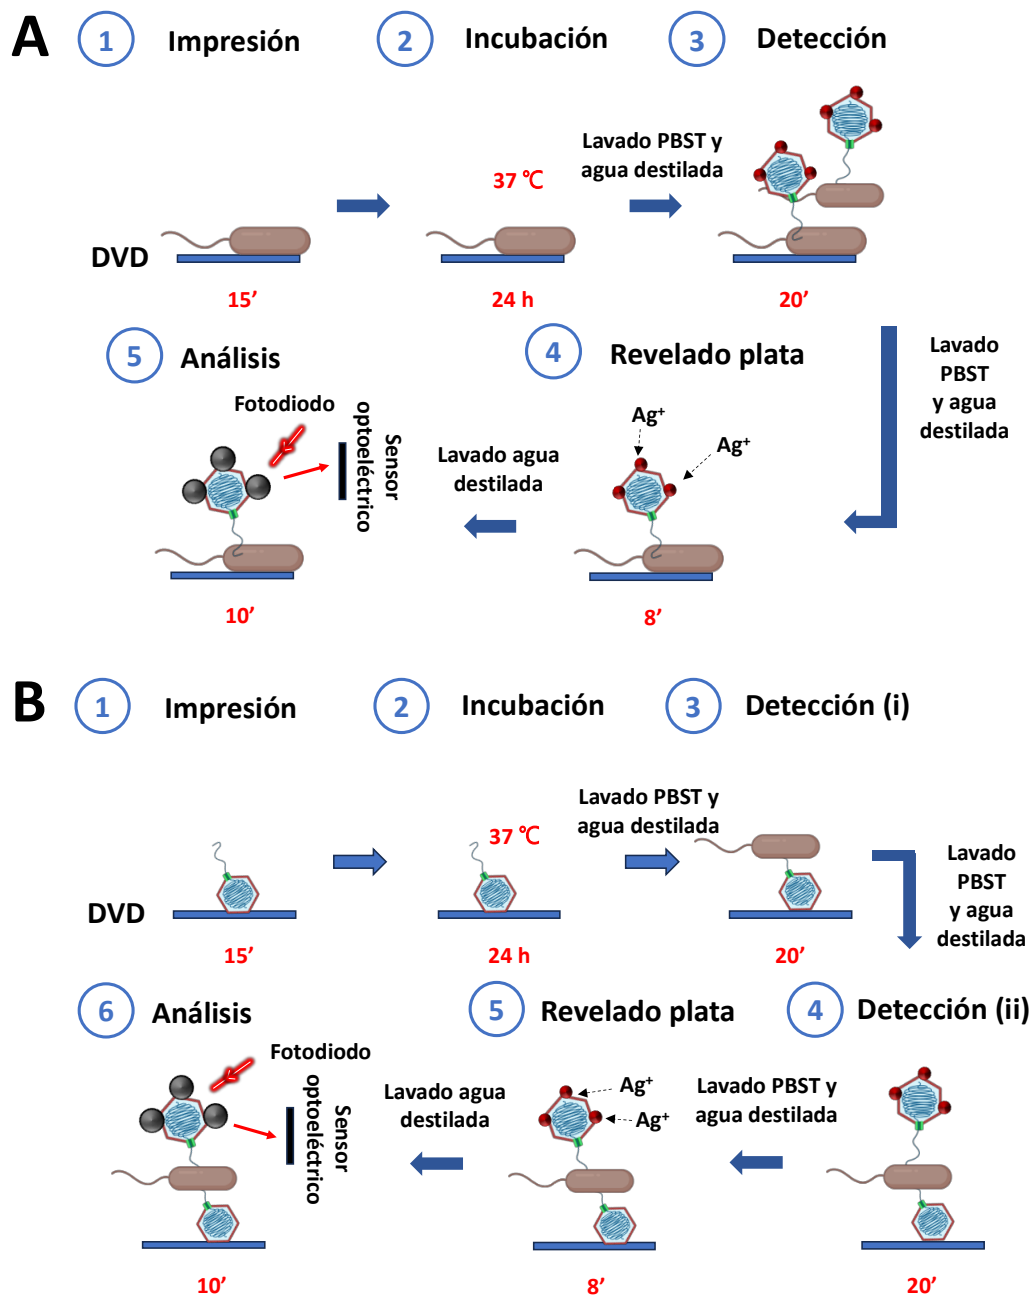 A
1 Impresión
2 Incubación
3 Detección
Lavado PBST y
agua destilada
37 ℃
DVD
15’
24 h
20’
5 Análisis
4 Revelado plata
Lavado
PBST
y agua
destilada
Fotodiodo
Sensor
optoeléctrico
Ag⁺
Ag⁺
Lavado agua
destilada
10’
8’
B
1 Impresión
2 Incubación
3 Detección (i)
Lavado PBST y
agua destilada
37 ℃
Lavado
PBST
y agua
destilada
DVD
15’
24 h
20’
6 Análisis
5 Revelado plata
4 Detección (ii)
Fotodiodo
Sensor
optoeléctrico
Lavado agua
destilada
Ag⁺
Ag⁺
Lavado PBST y
agua destilada
10’
8’
20’